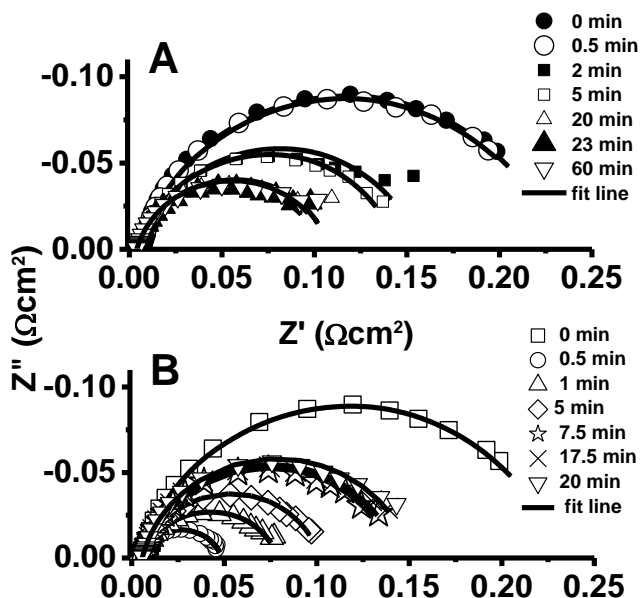 A
-0.10
-0.05
0.00
0.00 0.05 0.10 0.15 0.20 0.25
0 min
0.5 min
2 min
5 min
20 min
23 min
60 min
fit line
Z' (Ωcm²)
Z'' (Ωcm²)
B
-0.10
-0.05
0.00
0.00 0.05 0.10 0.15 0.20 0.25
0 min
0.5 min
1 min
5 min
7.5 min
17.5 min
20 min
fit line